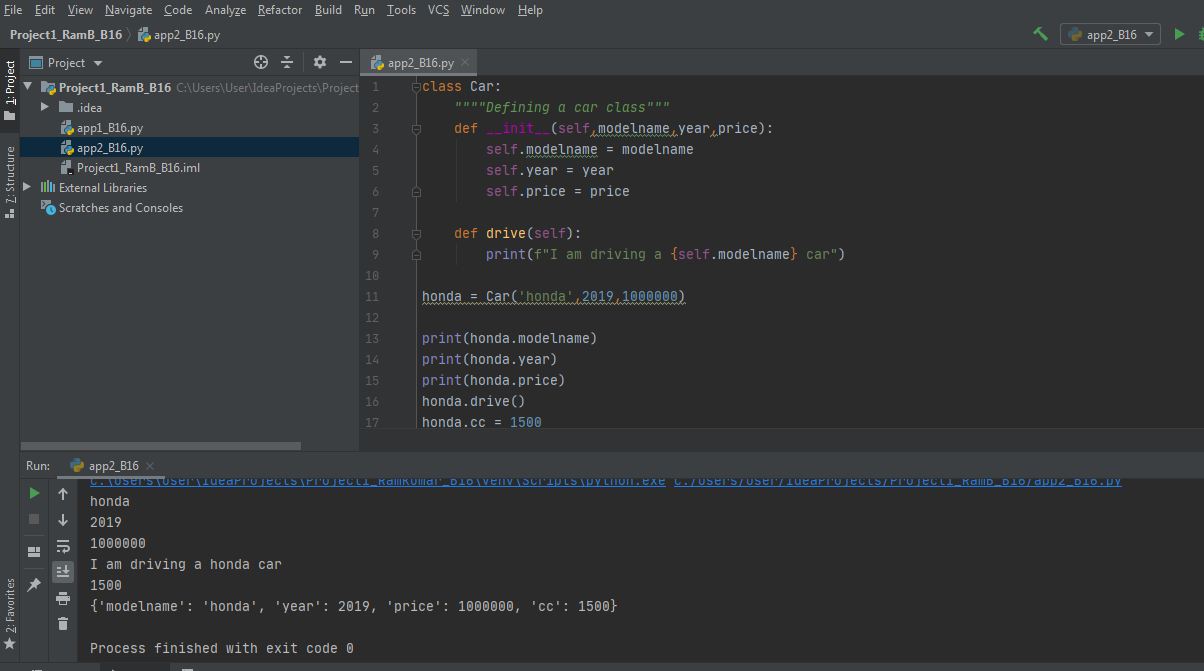 File Edit View Navigate Code Analyze Refactor Build Run Tools VCS Window Help
Project1_RamB_B16 app2_B16.py
app2_B16
1: Project
Project
Project1_RamB_B16 C:\Users\User\IdeaProjects\Project
.idea
app1_B16.py
app2_B16.py
Project1_RamB_B16.iml
External Libraries
Scratches and Consoles
7: Structure
app2_B16.py
1 class Car:
2 """"Defining a car class"""
3 def __init__(self,modelname,year,price):
4 self.modelname = modelname
5 self.year = year
6 self.price = price
7
8 def drive(self):
9 print(f"I am driving a {self.modelname} car")
10
11 honda = Car('honda',2019,1000000)
12
13 print(honda.modelname)
14 print(honda.year)
15 print(honda.price)
16 honda.drive()
17 honda.cc = 1500
Run: app2_B16
C:\Users\User\IdeaProjects\Project1_RamKumar_B16\venv\Scripts\python.exe C:/Users/User/IdeaProjects/Project1_RamB_B16/app2_B16.py
honda
2019
1000000
I am driving a honda car
1500
{'modelname': 'honda', 'year': 2019, 'price': 1000000, 'cc': 1500}
Process finished with exit code 0
2: Favorites